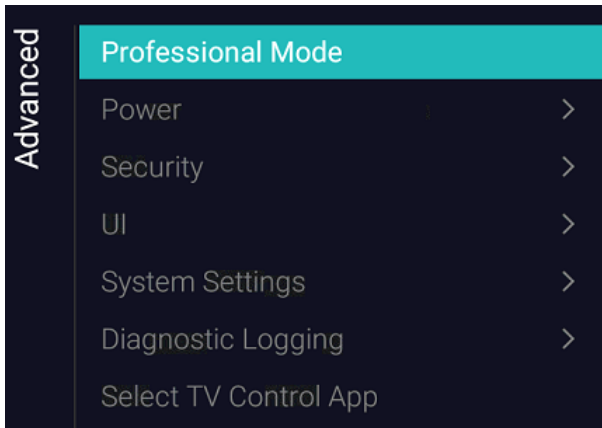 Advanced
Professional Mode
Power
Security
UI
System Settings
Diagnostic Logging
Select TV Control App